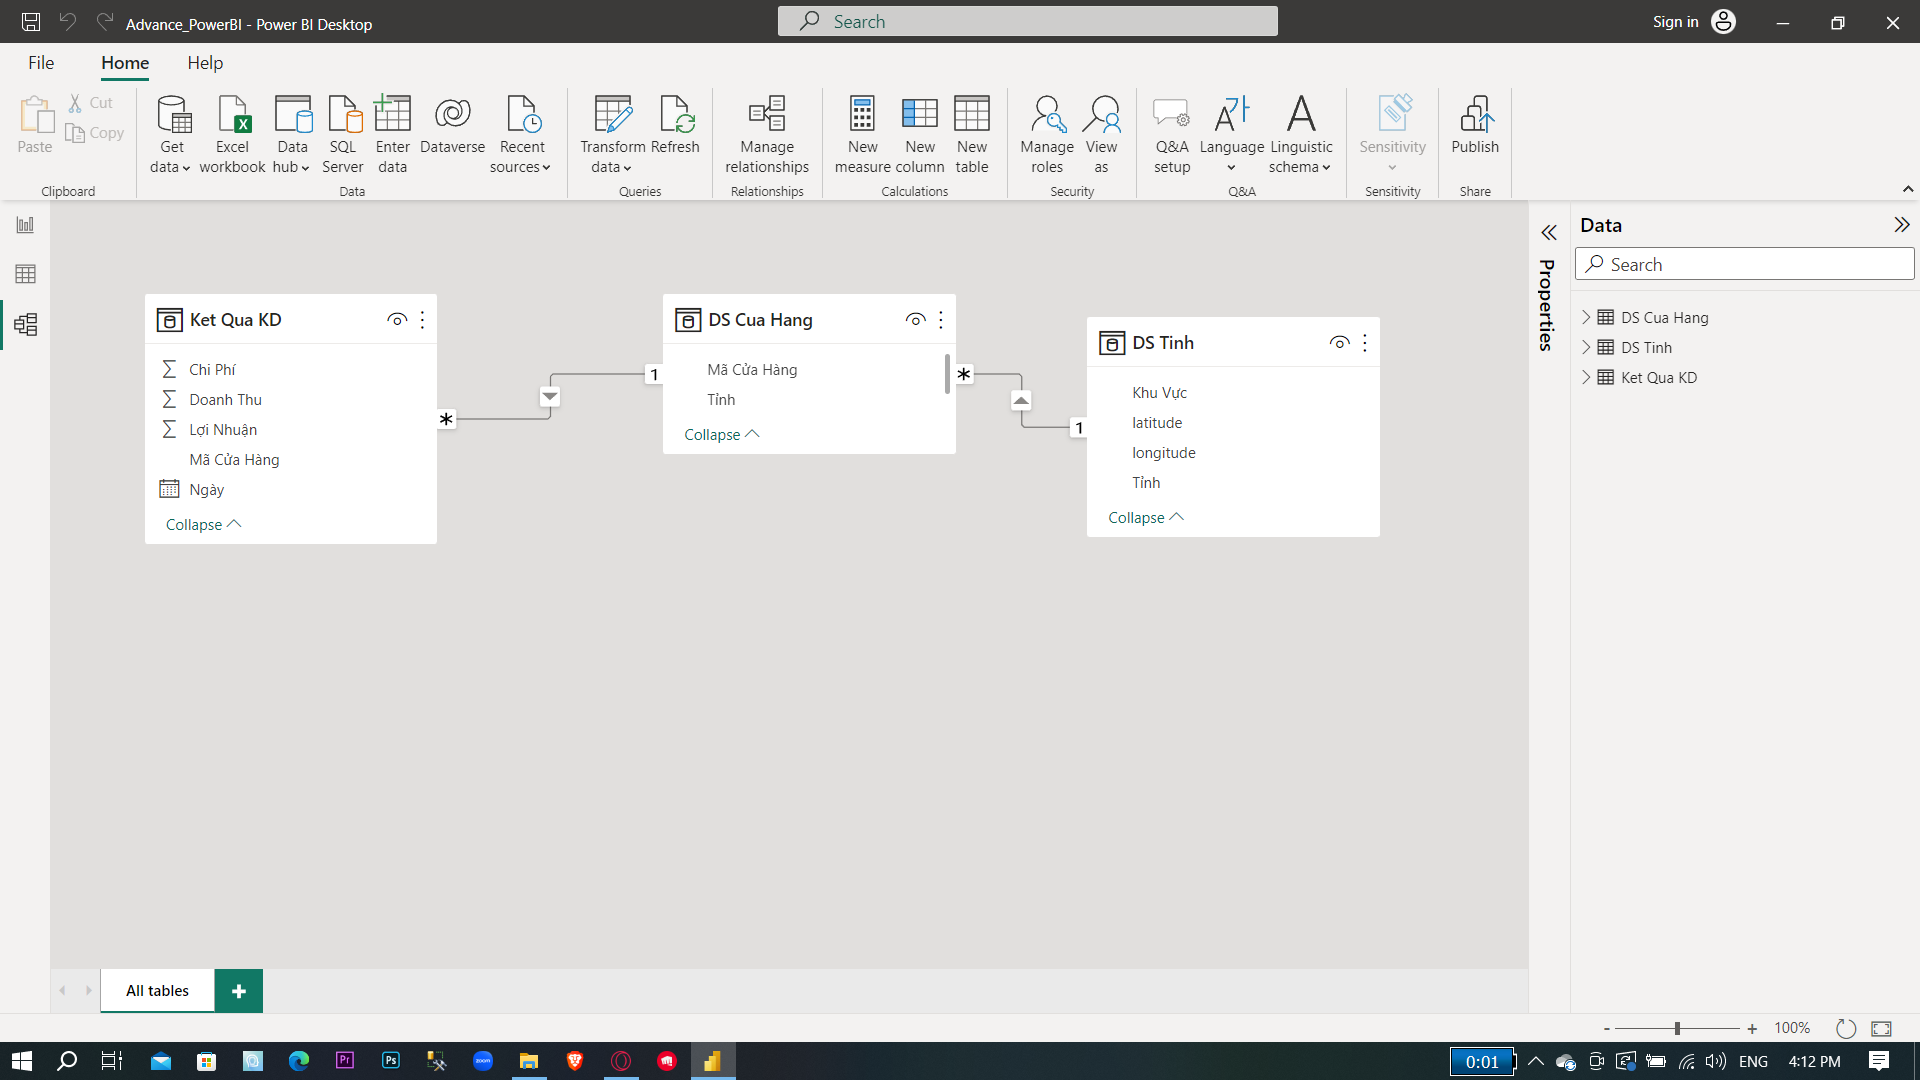 Advance_PowerBI - Power BI Desktop
Search
Sign in
File
Home
Help
Paste
Cut
Copy
Clipboard
Get data
Excel workbook
Data hub
SQL Server
Enter data
Dataverse
Recent sources
Data
Transform data
Refresh
Queries
Manage relationships
Relationships
New measure
New column
New table
Calculations
Manage roles
View as
Security
Q&A setup
Language
Linguistic schema
Q&A
Sensitivity
Sensitivity
Publish
Share
Ket Qua KD
Chi Phí
Doanh Thu
Lợi Nhuận
Mã Cửa Hàng
Ngày
Collapse
*
1
DS Cua Hang
Mã Cửa Hàng
Tỉnh
Collapse
*
1
DS Tinh
Khu Vực
latitude
longitude
Tỉnh
Collapse
Properties
Data
Search
DS Cua Hang
DS Tinh
Ket Qua KD
All tables
+
- + 100%
Pr
Ps
zoom
0:01
ENG
4:12 PM